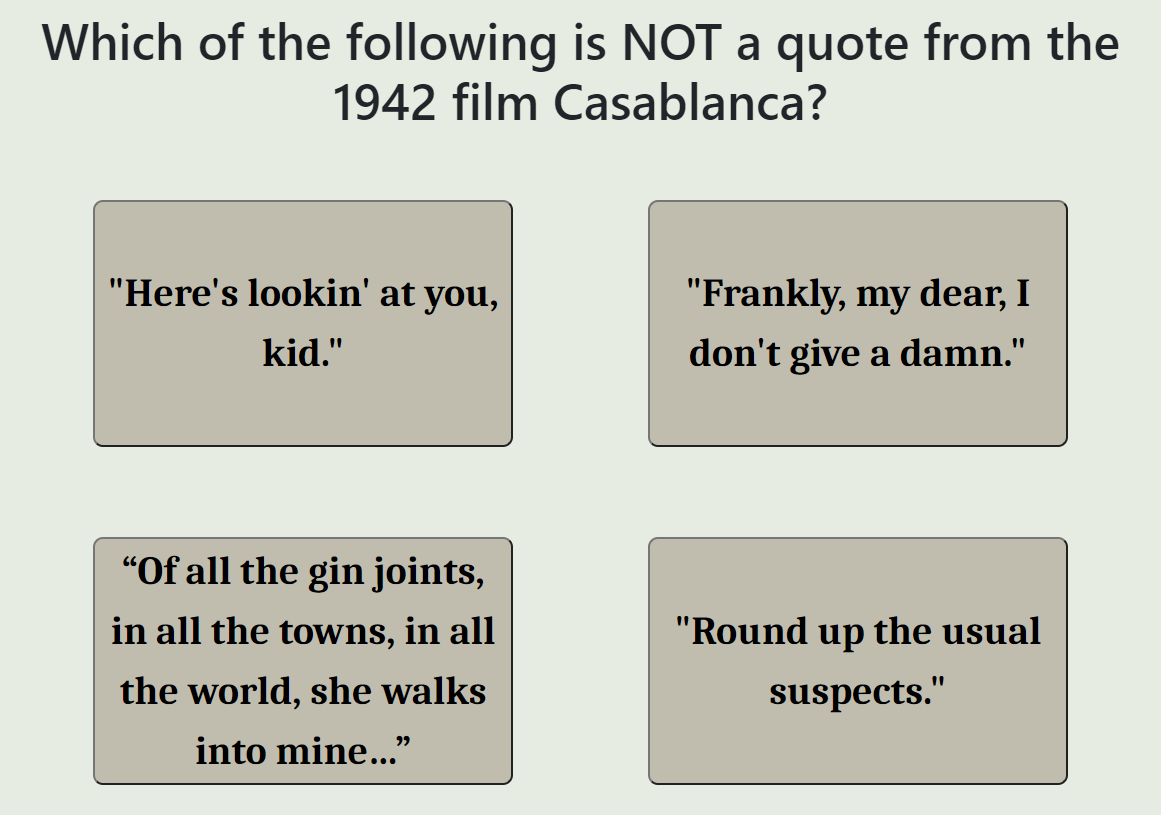 Which of the following is NOT a quote from the
1942 film Casablanca?
"Here's lookin' at you,
kid."
"Frankly, my dear, I
don't give a damn."
“Of all the gin joints,
in all the towns, in all
the world, she walks
into mine...”
"Round up the usual
suspects."